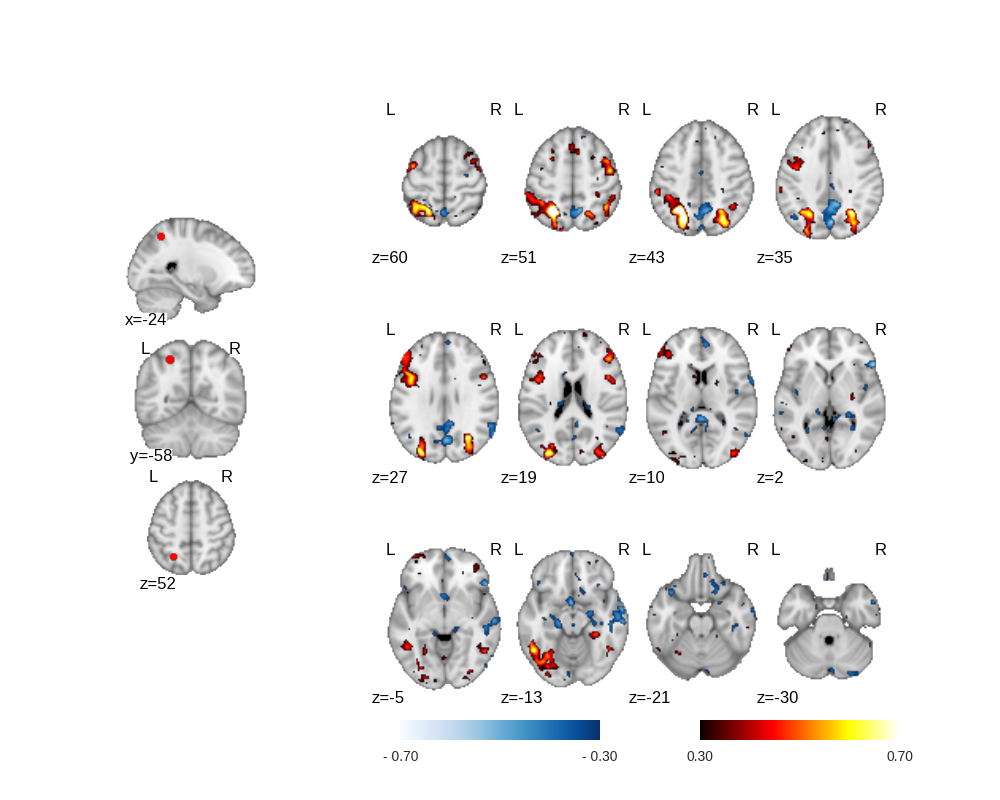 L R L R L R L R
z=60 z=51 z=43 z=35
x=-24
L R L R L R L R
L R
y=-58
z=27 z=19 z=10 z=2
L R
z=52
L R L R L R L R
z=-5 z=-13 z=-21 z=-30
- 0.70 - 0.30 0.30 0.70